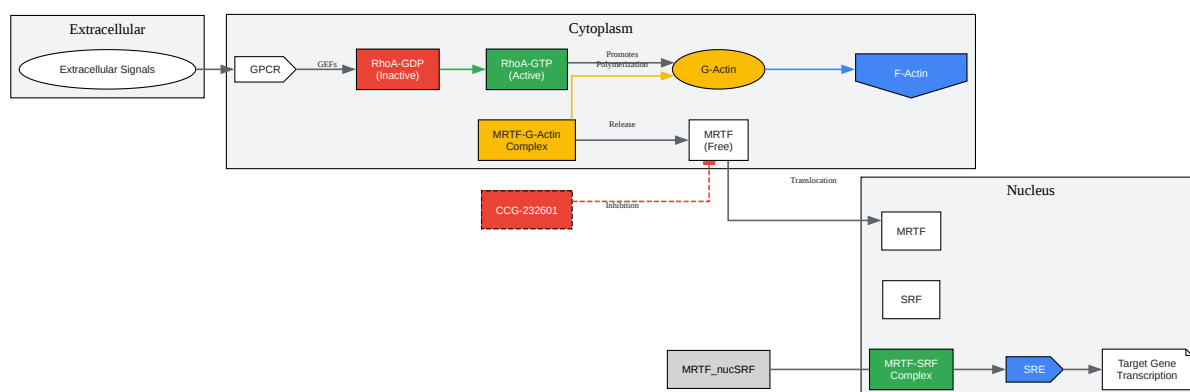 Extracellular
Extracellular Signals
Cytoplasm
GPCR
GEFs
RhoA-GDP
(Inactive)
RhoA-GTP
(Active)
Promotes
Polymerization
G-Actin
F-Actin
MRTF-G-Actin
Complex
Release
MRTF
(Free)
CCG-232601
Inhibition
Translocation
Nucleus
MRTF
SRF
MRTF_nucSRF
MRTF-SRF
Complex
SRE
Target Gene
Transcription